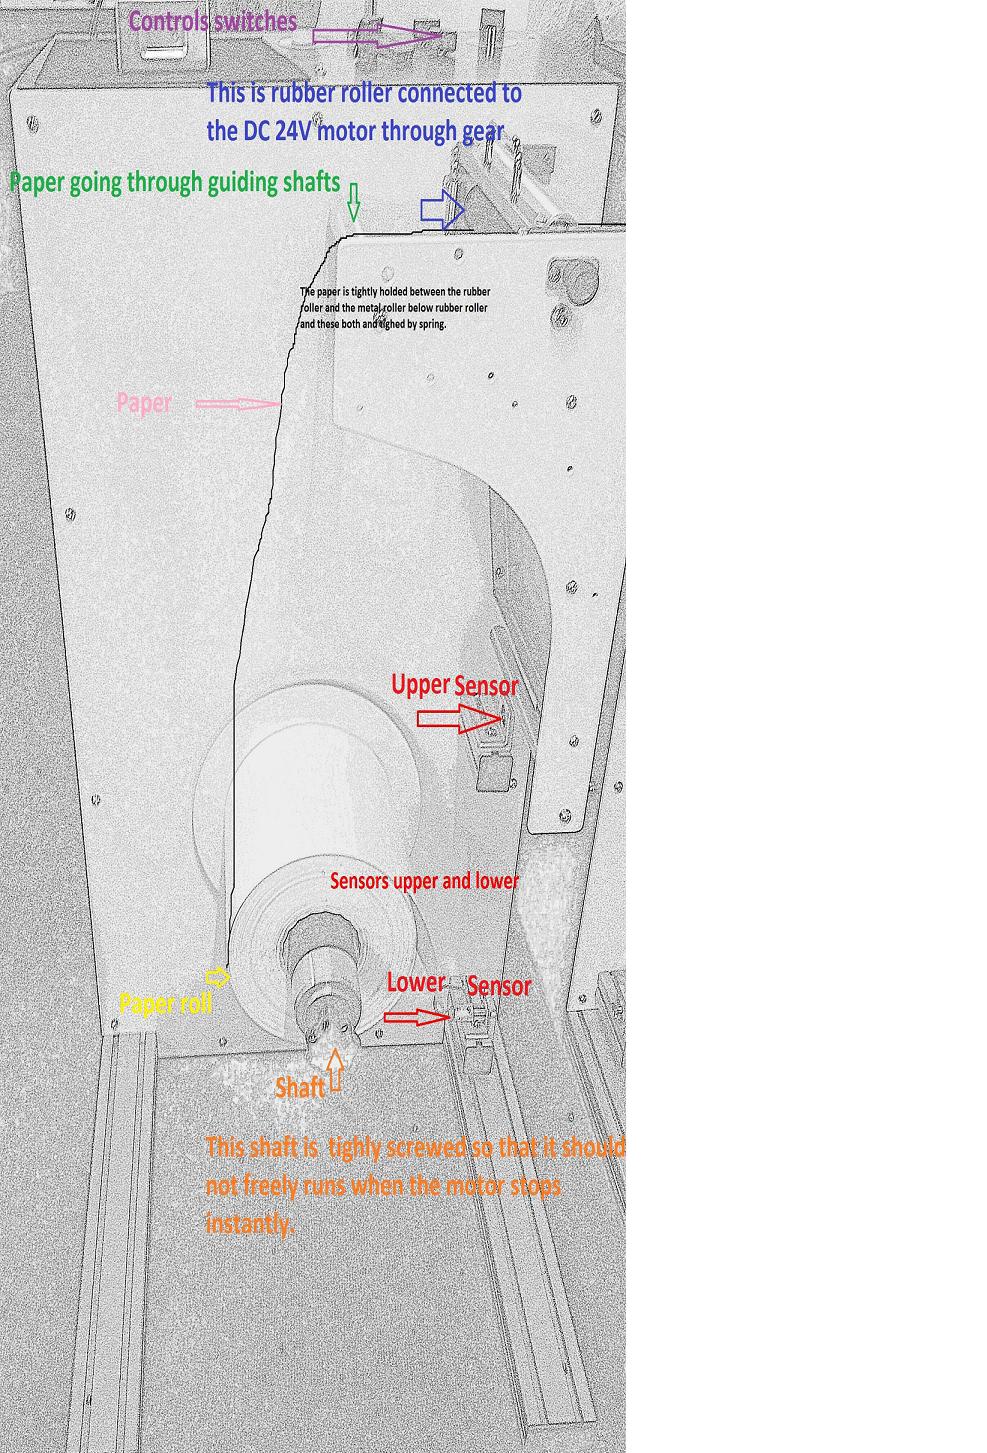 Controls switches
This is rubber roller connected to
the DC 24V motor through gear
Paper going through guiding shafts
The paper is tightly holded between the rubber
roller and the metal roller below rubber roller
and these both and tighed by spring.
Paper
Upper Sensor
Sensors upper and lower
Lower Sensor
Paper roll
Shaft
This shaft is tighly screwed so that it should
not freely runs when the motor stops
instantly.